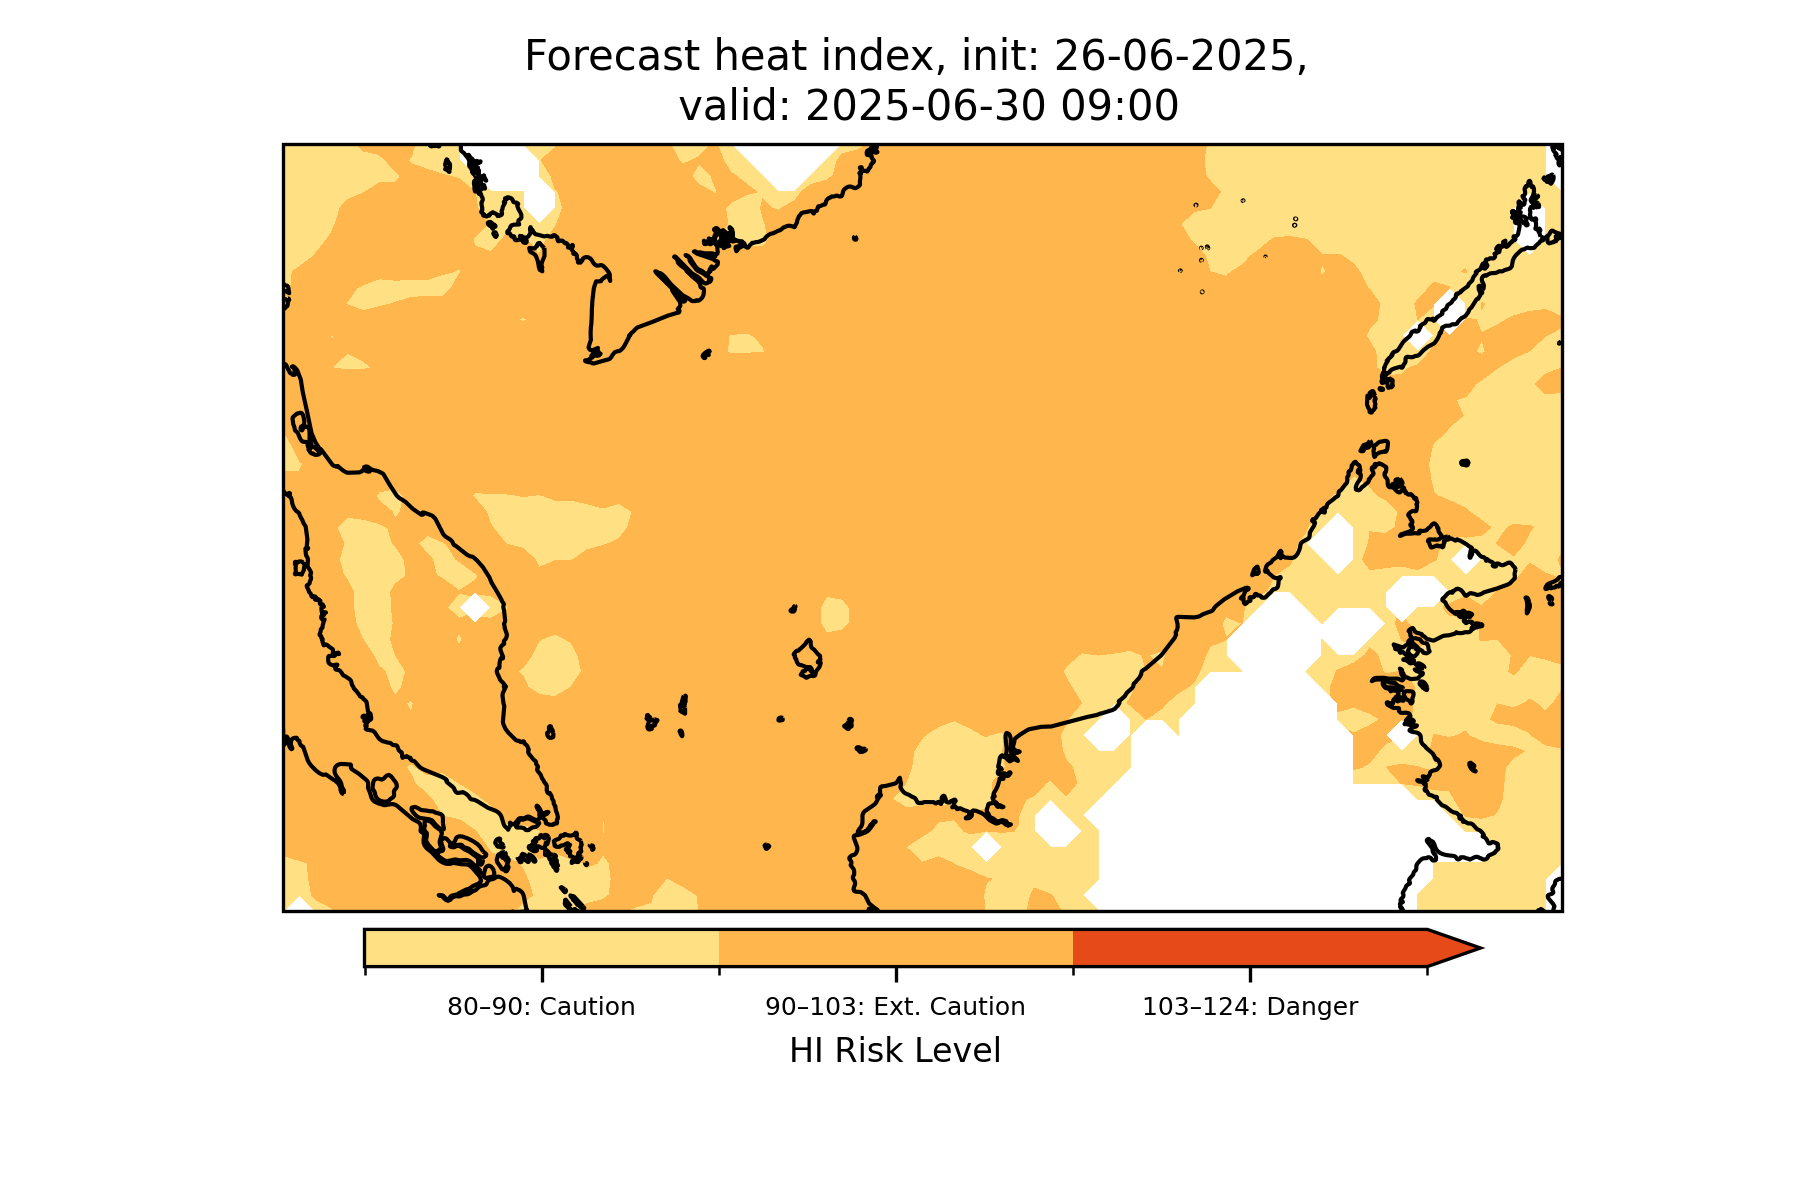 Forecast heat index, init: 26-06-2025,
valid: 2025-06-30 09:00
80–90: Caution
90–103: Ext. Caution
103–124: Danger
HI Risk Level